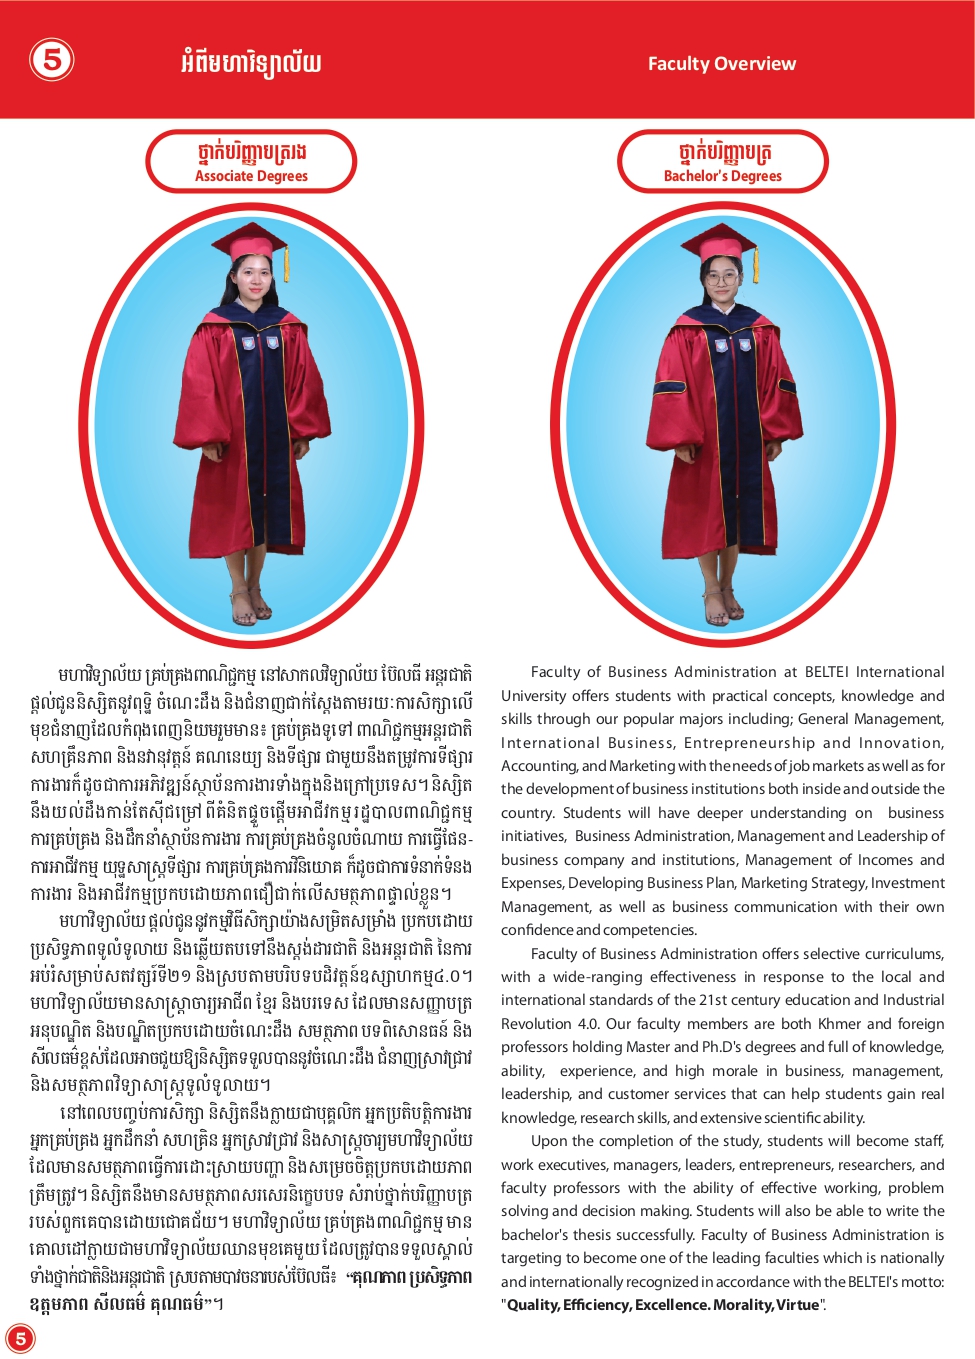 5
អំពីមហាវិទ្យាល័យ
Faculty Overview
ថ្នាក់បរិញ្ញាបត្ររង
Associate Degrees
ថ្នាក់បរិញ្ញាបត្រ
Bachelor's Degrees
មហាវិទ្យាល័យ គ្រប់គ្រងពាណិជ្ជកម្ម នៅសាកលវិទ្យាល័យ ប៊ែលធី អន្តរជាតិ
ផ្តល់ជូននិស្សិតនូវពុទ្ធិ ចំណេះដឹង និងជំនាញជាក់ស្តែងតាមរយៈការសិក្សាលើ
មុខជំនាញដែលកំពុងពេញនិយមរួមមាន៖ គ្រប់គ្រងទូទៅ ពាណិជ្ជកម្មអន្តរជាតិ
សហគ្រឹនភាព និងនវានុវត្តន៍ គណនេយ្យ និងទីផ្សារ ជាមួយនឹងតម្រូវការទីផ្សារ
ការងារក៏ដូចជាការអភិវឌ្ឍន៍ស្ថាប័នការងារទាំងក្នុងនិងក្រៅប្រទេស។ និស្សិត
នឹងយល់ដឹងកាន់តែស៊ីជម្រៅ ពីគំនិតផ្តួចផ្តើមអាជីវកម្ម រដ្ឋបាលពាណិជ្ជកម្ម
ការគ្រប់គ្រង និងដឹកនាំស្ថាប័នការងារ ការគ្រប់គ្រងចំនូលចំណាយ ការធ្វើផែន-
ការអាជីវកម្ម យុទ្ធសាស្ត្រទីផ្សារ ការគ្រប់គ្រងការវិនិយោគ ក៏ដូចជាការទំនាក់ទំនង
ការងារ និងអាជីវកម្មប្រកបដោយភាពជឿជាក់លើសមត្ថភាពផ្ទាល់ខ្លួន។
មហាវិទ្យាល័យ ផ្តល់ជូននូវកម្មវិធីសិក្សាយ៉ាងសម្រិតសម្រាំង ប្រកបដោយ
ប្រសិទ្ធភាពទូលំទូលាយ និងឆ្លើយតបទៅនឹងស្តង់ដារជាតិ និងអន្តរជាតិ នៃការ
អប់រំសម្រាប់សតវត្សរ៍ទី២១ និងស្របតាមបរិបទបដិវត្តន៍ឧស្សាហកម្ម៤.០។
មហាវិទ្យាល័យមានសាស្ត្រាចារ្យអាជីព ខ្មែរ និងបរទេស ដែលមានសញ្ញាបត្រ
អនុបណ្ឌិត និងបណ្ឌិតប្រកបដោយចំណេះដឹង សមត្ថភាព បទពិសោធន៍ និង
សីលធម៌ខ្ពស់ដែលអាចជួយឱ្យនិស្សិតទទួលបាននូវចំណេះដឹង ជំនាញស្រាវជ្រាវ
និងសមត្ថភាពវិទ្យាសាស្ត្រទូលំទូលាយ។
នៅពេលបញ្ចប់ការសិក្សា និស្សិតនឹងក្លាយជាបុគ្គលិក អ្នកប្រតិបត្តិការងារ
អ្នកគ្រប់គ្រង អ្នកដឹកនាំ សហគ្រិន អ្នកស្រាវជ្រាវ និងសាស្ត្រចារ្យមហាវិទ្យាល័យ
ដែលមានសមត្ថភាពធ្វើការដោះស្រាយបញ្ហា និងសម្រេចចិត្តប្រកបដោយភាព
ត្រឹមត្រូវ។ និស្សិតនឹងមានសមត្ថភាពសរសេរនិក្ខេបបទ សំរាប់ថ្នាក់បរិញ្ញាបត្រ
របស់ពួកគេបានដោយជោគជ័យ។ មហាវិទ្យាល័យ គ្រប់គ្រងពាណិជ្ជកម្ម មាន
គោលដៅក្លាយជាមហាវិទ្យាល័យឈានមុខគេមួយ ដែលត្រូវបានទទួលស្គាល់
ទាំងថ្នាក់ជាតិនិងអន្តរជាតិ ស្របតាមបាវចនារបស់ប៊ែលធី៖ “គុណភាព ប្រសិទ្ធភាព
ឧត្តមភាព សីលធម៌ គុណធម៌”។
Faculty of Business Administration at BELTEI International
University offers students with practical concepts, knowledge and
skills through our popular majors including; General Management,
International Business, Entrepreneurship and Innovation,
Accounting, and Marketing with the needs of job markets as well as for
the development of business institutions both inside and outside the
country. Students will have deeper understanding on business
initiatives, Business Administration, Management and Leadership of
business company and institutions, Management of Incomes and
Expenses, Developing Business Plan, Marketing Strategy, Investment
Management, as well as business communication with their own
confidence and competencies.
Faculty of Business Administration offers selective curriculums,
with a wide-ranging effectiveness in response to the local and
international standards of the 21st century education and Industrial
Revolution 4.0. Our faculty members are both Khmer and foreign
professors holding Master and Ph.D's degrees and full of knowledge,
ability, experience, and high morale in business, management,
leadership, and customer services that can help students gain real
knowledge, research skills, and extensive scientific ability.
Upon the completion of the study, students will become staff,
work executives, managers, leaders, entrepreneurs, researchers, and
faculty professors with the ability of effective working, problem
solving and decision making. Students will also be able to write the
bachelor's thesis successfully. Faculty of Business Administration is
targeting to become one of the leading faculties which is nationally
and internationally recognized in accordance with the BELTEI's motto:
"Quality, Efficiency, Excellence. Morality, Virtue".
5